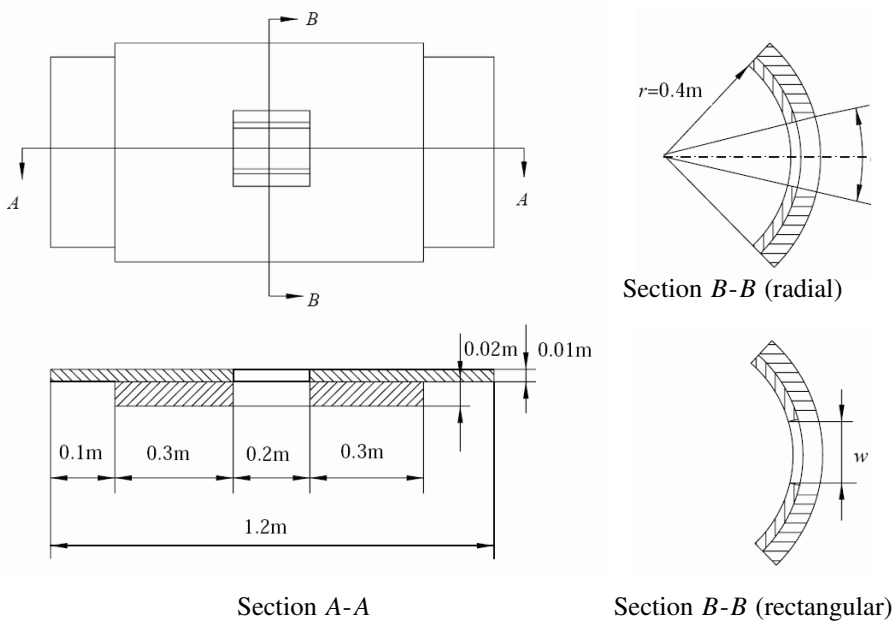 B
A
A
B
r=0.4m
Section B-B (radial)
0.02m
0.01m
0.1m
0.3m
0.2m
0.3m
1.2m
w
Section A-A
Section B-B (rectangular)